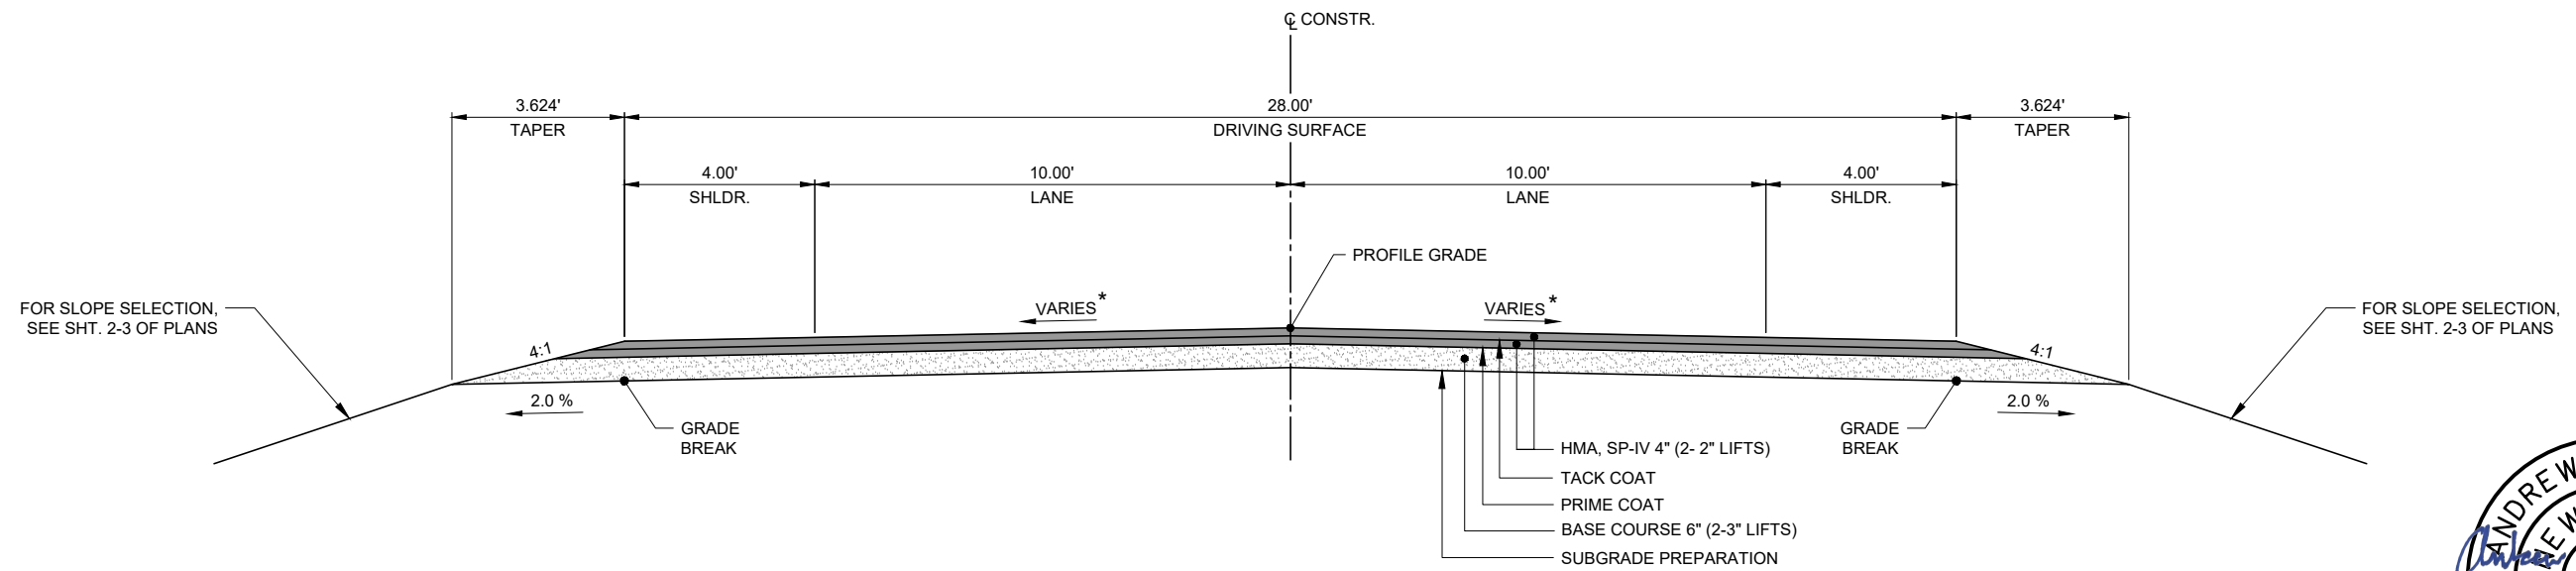 ℄ CONSTR.
3.624'
TAPER
28.00'
DRIVING SURFACE
3.624'
TAPER
4.00'
SHLDR.
10.00'
LANE
10.00'
LANE
4.00'
SHLDR.
PROFILE GRADE
FOR SLOPE SELECTION,
SEE SHT. 2-3 OF PLANS
VARIES*
VARIES*
FOR SLOPE SELECTION,
SEE SHT. 2-3 OF PLANS
4:1
4:1
2.0 %
2.0 %
GRADE
BREAK
GRADE
BREAK
HMA, SP-IV 4" (2- 2" LIFTS)
TACK COAT
PRIME COAT
BASE COURSE 6" (2-3" LIFTS)
SUBGRADE PREPARATION
ANDREW